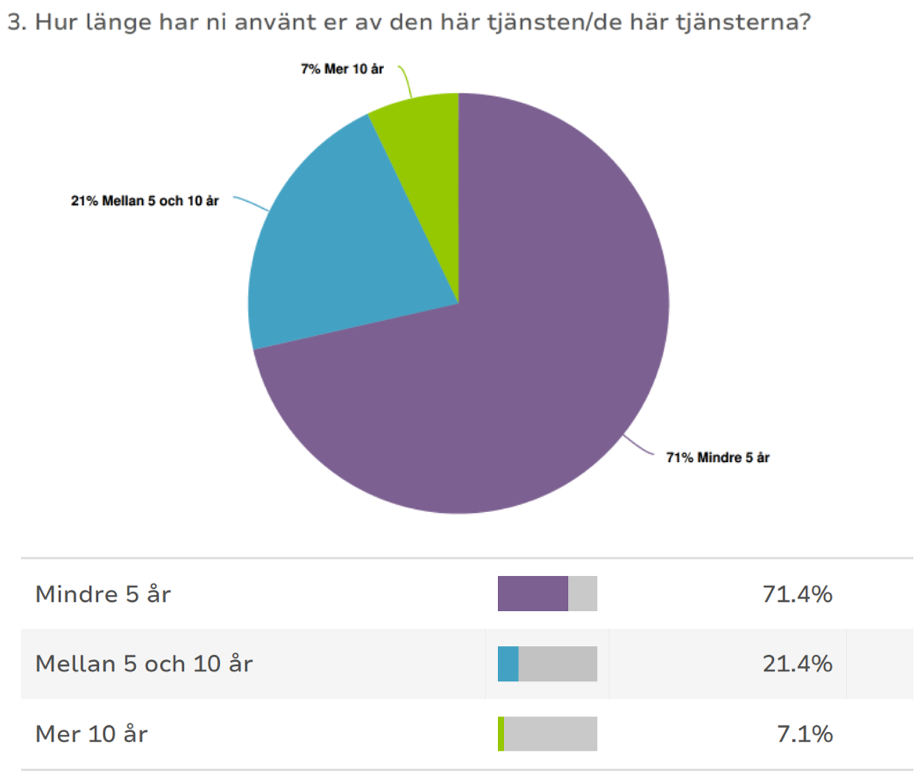 3. Hur länge har ni använt er av den här tjänsten/de här tjänsterna?
7% Mer 10 år
21% Mellan 5 och 10 år
71% Mindre 5 år
Mindre 5 år 71.4%
Mellan 5 och 10 år 21.4%
Mer 10 år 7.1%